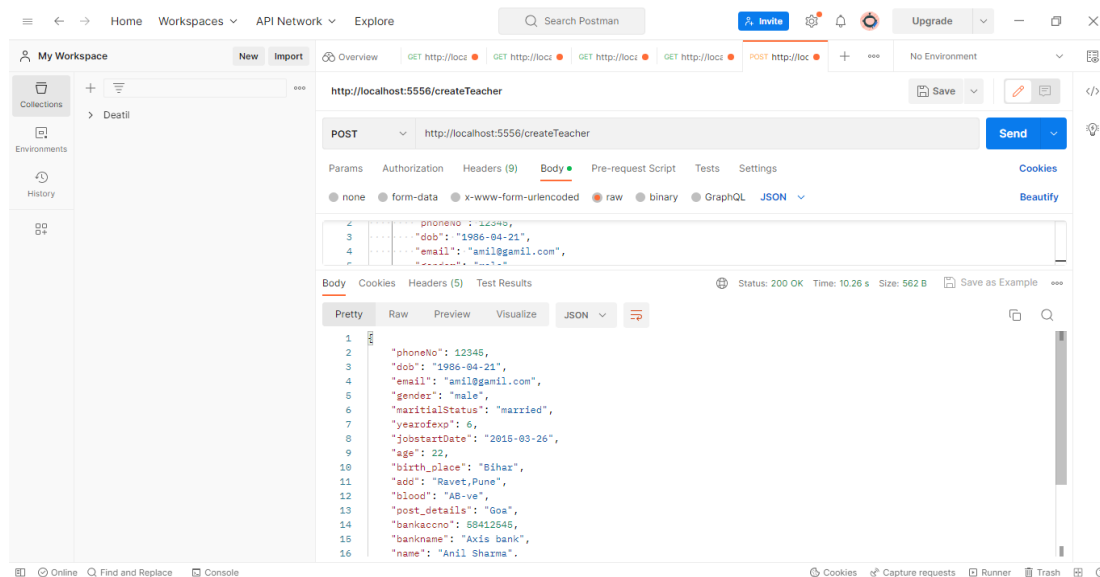 Home Workspaces API Network Explore Search Postman Invite Upgrade
My Workspace New Import Overview GET http://loca GET http://loca GET http://loca GET http://loca POST http://loc No Environment
Collections
Environments
History
Deatil
http://localhost:5556/createTeacher Save
POST http://localhost:5556/createTeacher Send
Params Authorization Headers (9) Body Pre-request Script Tests Settings Cookies
none form-data x-www-form-urlencoded raw binary GraphQL JSON Beautify
2 "phoneNo": 12345,
3 "dob": "1986-04-21",
4 "email": "amil@gamil.com",
5 "gender": "male"
Body Cookies Headers (5) Test Results Status: 200 OK Time: 10.26 s Size: 562 B Save as Example
Pretty Raw Preview Visualize JSON
1 {
2 "phoneNo": 12345,
3 "dob": "1986-04-21",
4 "email": "amil@gamil.com",
5 "gender": "male",
6 "maritialStatus": "married",
7 "yearofexp": 6,
8 "jobstartDate": "2015-03-26",
9 "age": 22,
10 "birth_place": "Bihar",
11 "add": "Ravet,Pune",
12 "blood": "AB-ve",
13 "post_details": "Goa",
14 "bankaccno": 58412545,
15 "bankname": "Axis bank",
16 "name": "Anil Sharma",
Online Find and Replace Console Cookies Capture requests Runner Trash